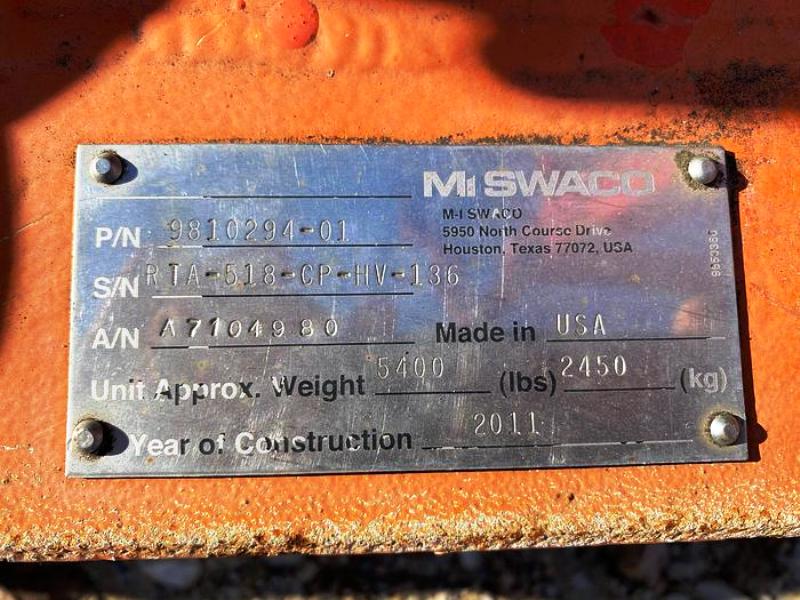 Mi SWACO
M-I SWACO
5950 North Course Drive
Houston, Texas 77072, USA
P/N 9810294-01
S/N RTA-518-CP-HV-136
A/N A7104980 Made in USA
Unit Approx. Weight 5400 (lbs) 2450 (kg)
Year of Construction 2011